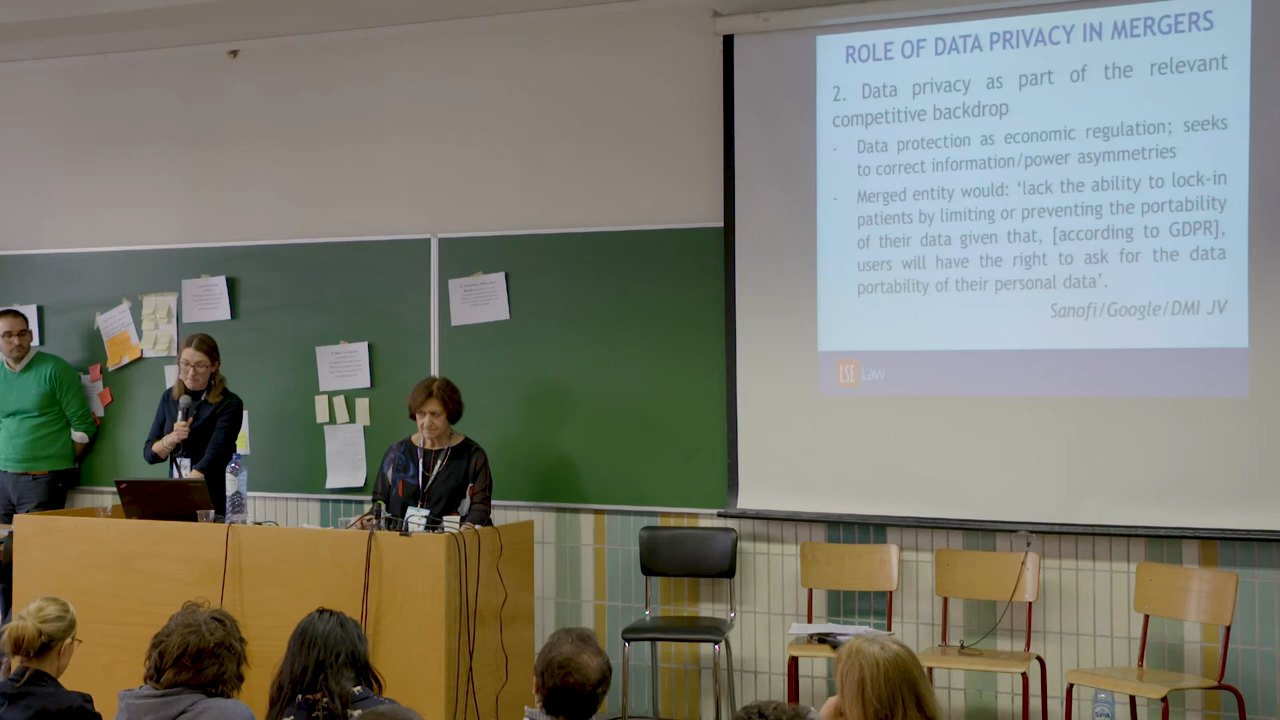 ROLE OF DATA PRIVACY IN MERGERS
2. Data privacy as part of the relevant
competitive backdrop
- Data protection as economic regulation; seeks
to correct information/power asymmetries
- Merged entity would: ‘lack the ability to lock-in
patients by limiting or preventing the portability
of their data given that, [according to GDPR],
users will have the right to ask for the data
portability of their personal data’.
Sanofi/Google/DMI JV
LSE Law
SPA